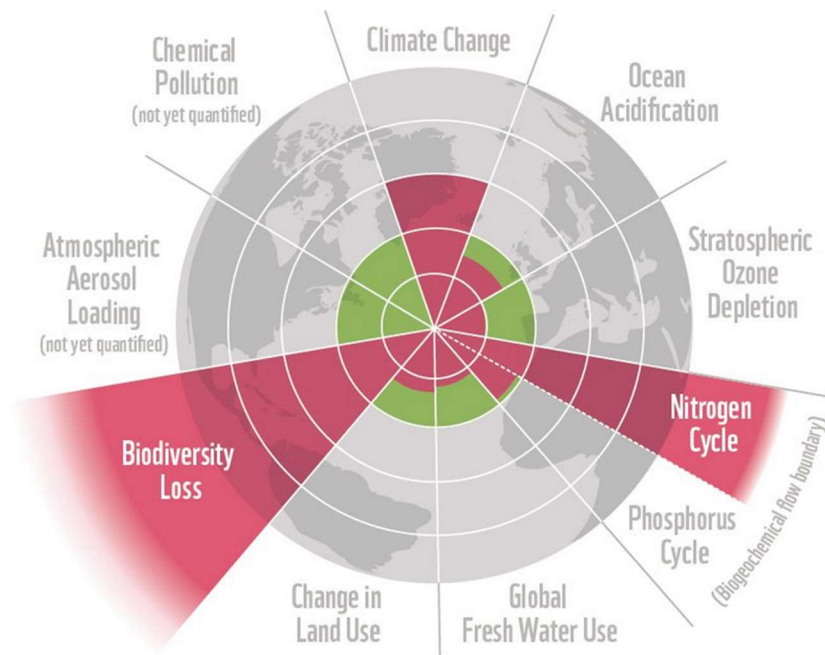 Climate Change
Ocean
Acidification
Stratospheric
Ozone
Depletion
Nitrogen
Cycle
(Biogeochemical flow boundary)
Phosphorus
Cycle
Global
Fresh Water Use
Change in
Land Use
Biodiversity
Loss
Atmospheric
Aerosol
Loading
(not yet quantified)
Chemical
Pollution
(not yet quantified)